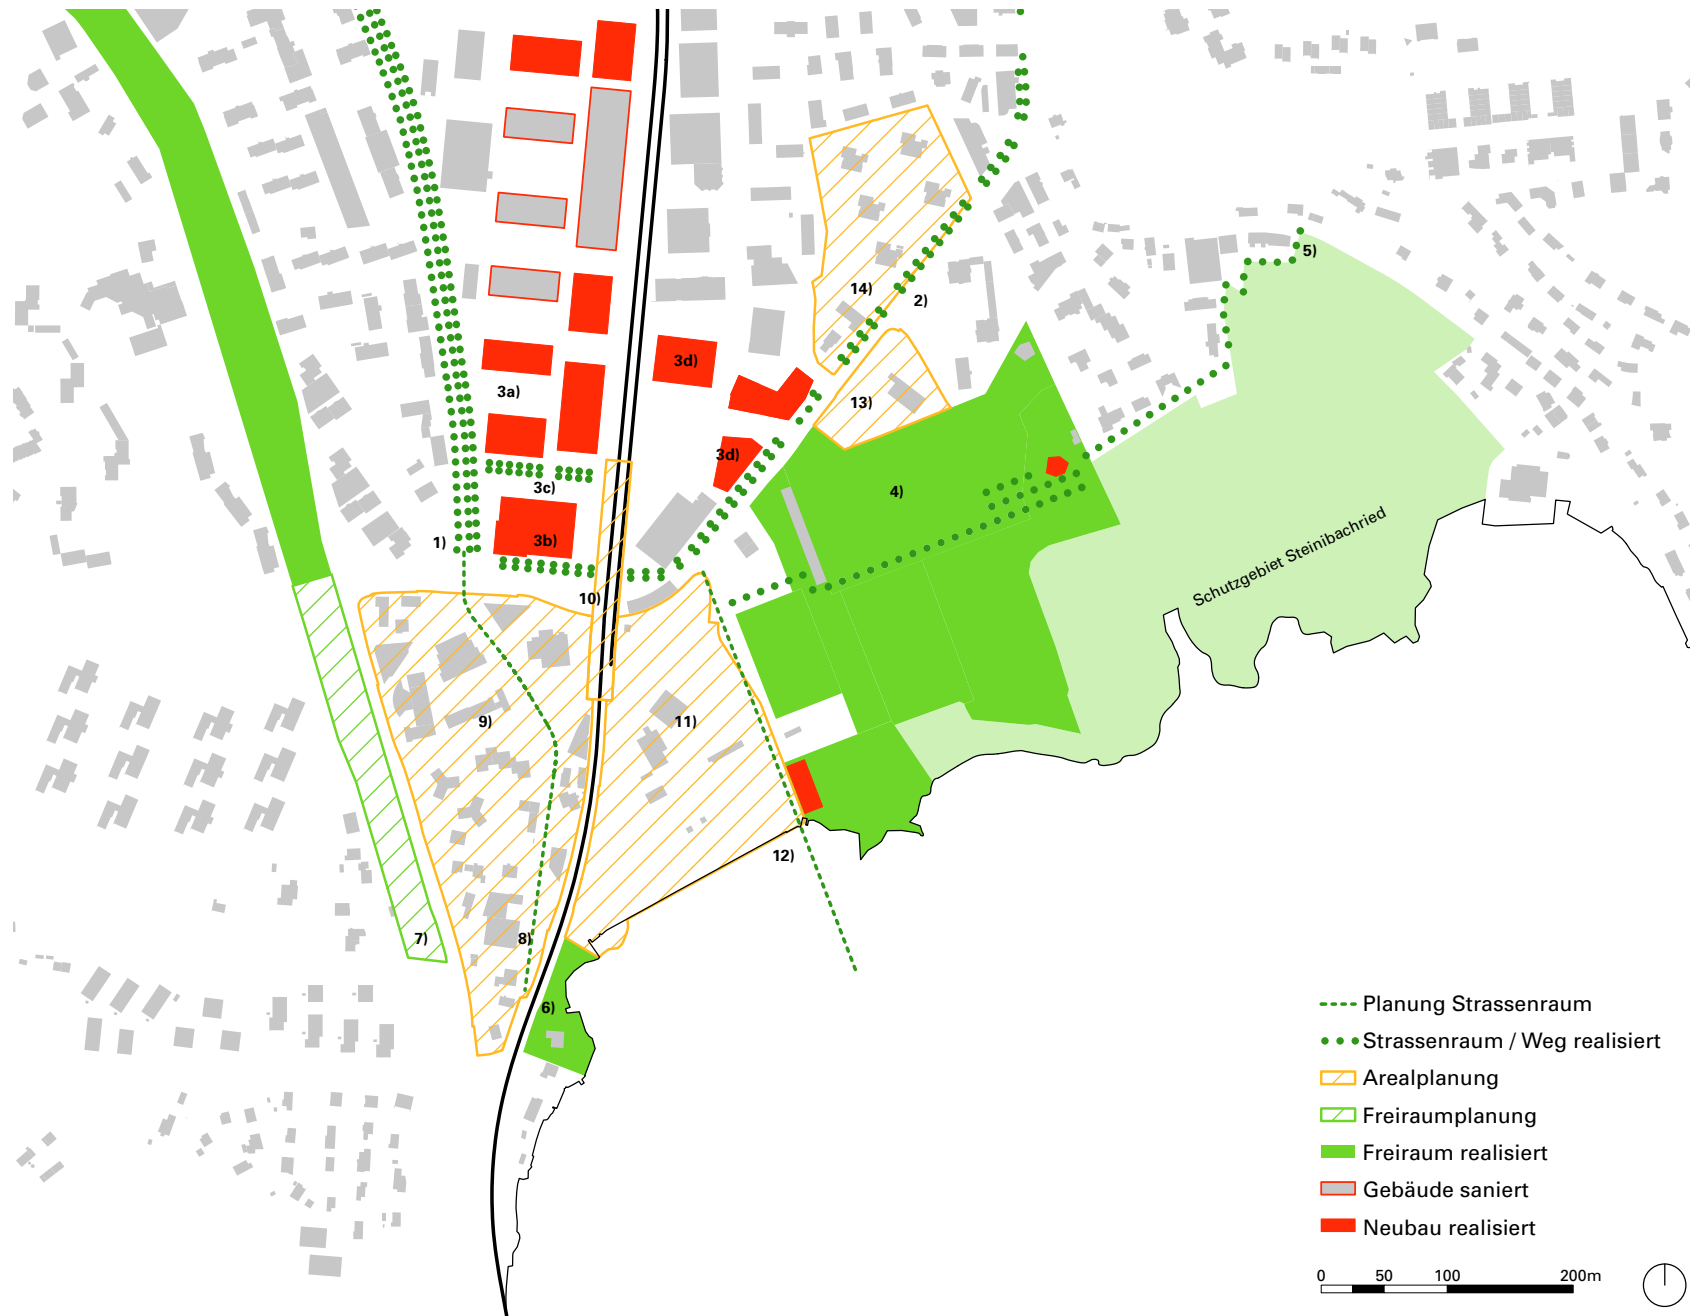 5)
14)
2)
3d)
3a)
13)
3d)
3c)
4)
1)
3b)
Schutzgebiet Steinibachried
10)
9)
11)
12)
7)
8)
6)
Planung Strassenraum
Strassenraum / Weg realisiert
Arealplanung
Freiraumplanung
Freiraum realisiert
Gebäude saniert
Neubau realisiert
0 50 100 200m